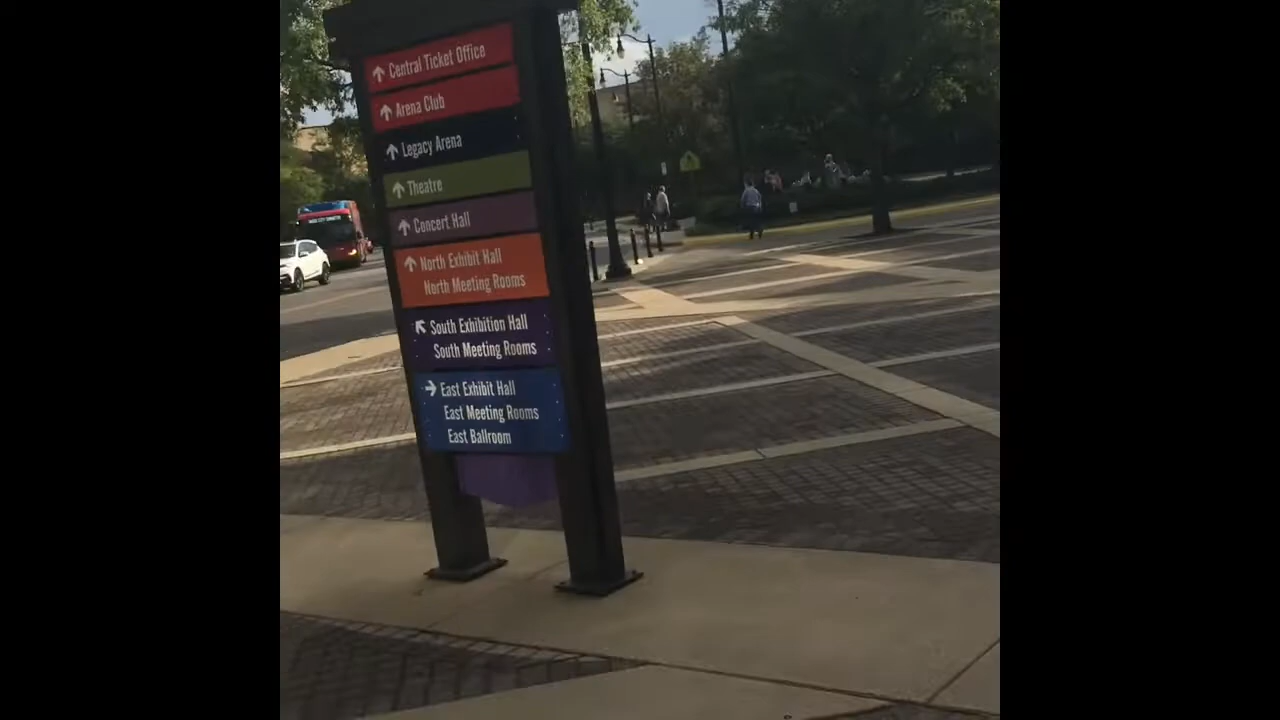 Central Ticket Office
Arena Club
Legacy Arena
Theatre
Concert Hall
North Exhibit Hall
North Meeting Rooms
South Exhibition Hall
South Meeting Rooms
East Exhibit Hall
East Meeting Rooms
East Ballroom